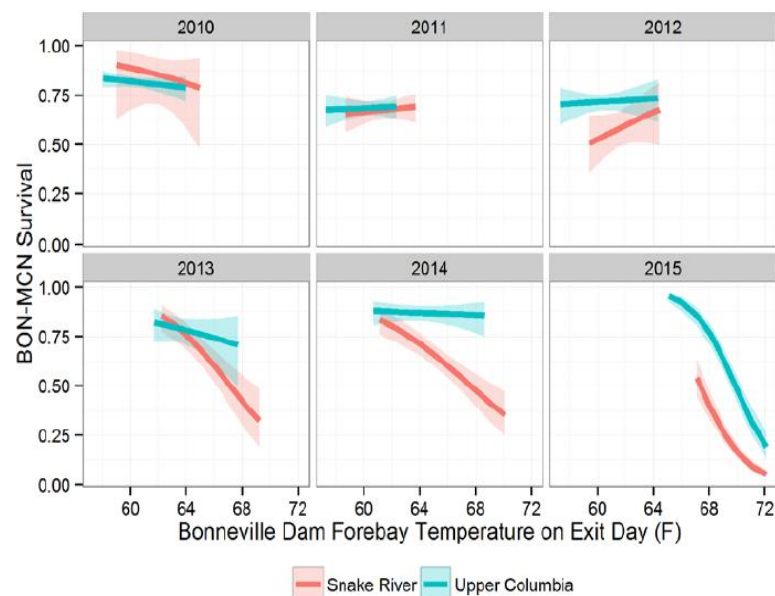 2010 2011 2012
1.00
0.75
0.50
0.25
0.00
2013 2014 2015
1.00
0.75
0.50
0.25
0.00
BON-MCN Survival
60 64 68 72 60 64 68 72 60 64 68 72
Bonneville Dam Forebay Temperature on Exit Day (F)
Snake River Upper Columbia